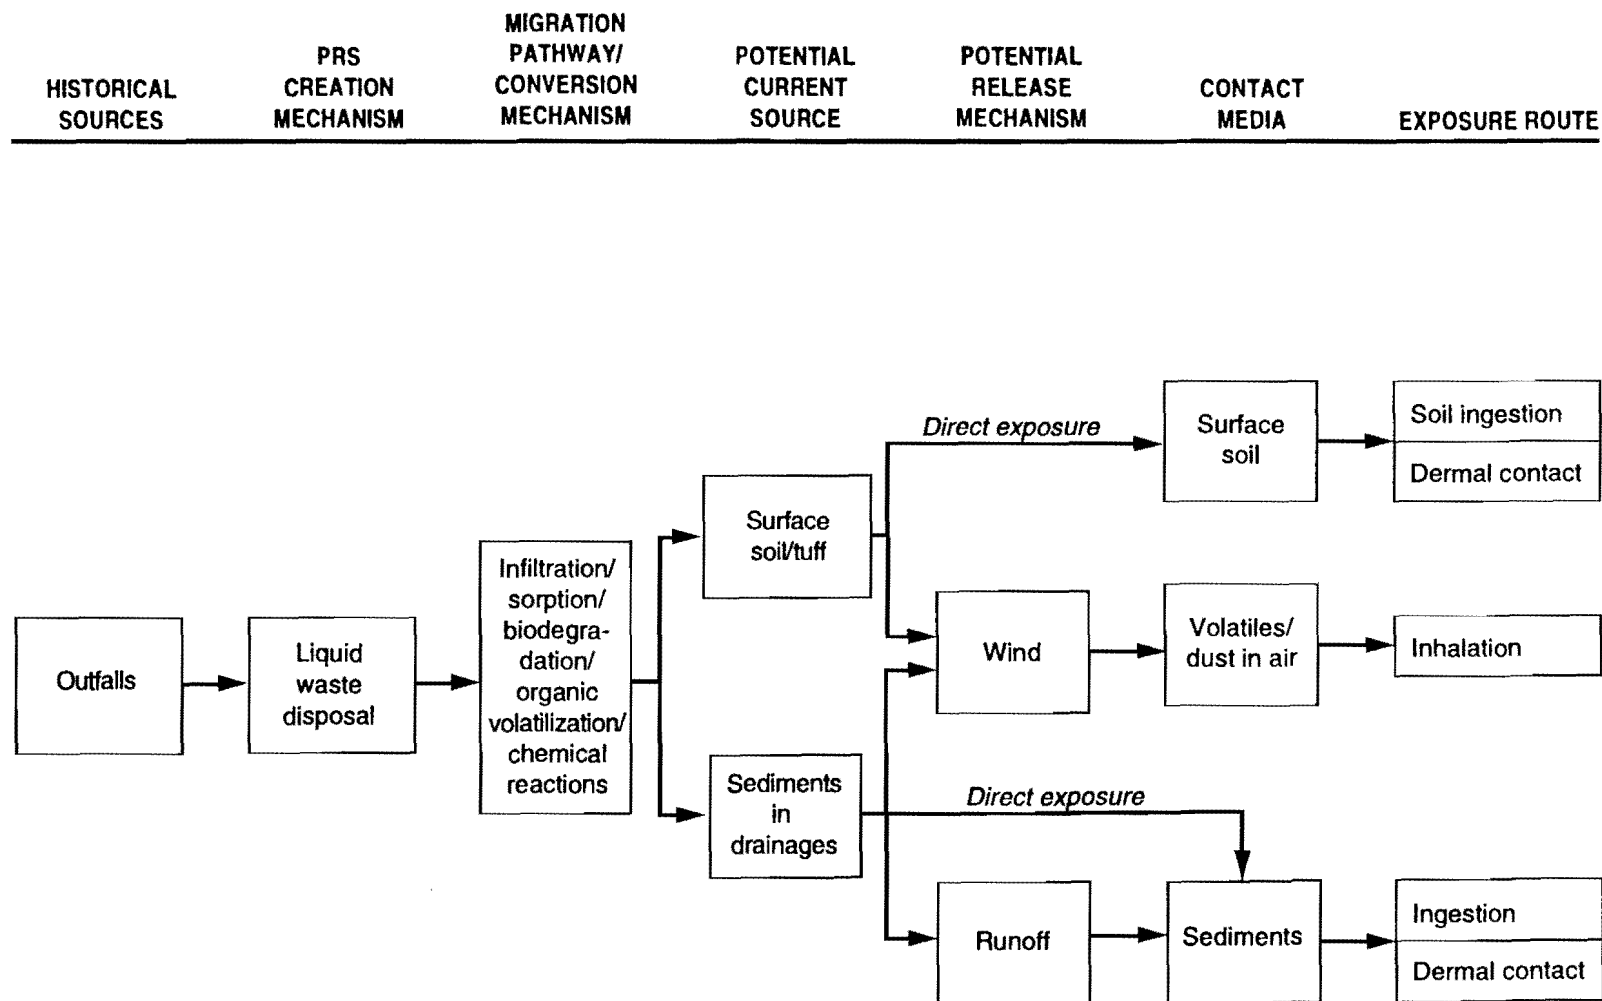 HISTORICAL
SOURCES
PRS
CREATION
MECHANISM
MIGRATION
PATHWAY/
CONVERSION
MECHANISM
POTENTIAL
CURRENT
SOURCE
POTENTIAL
RELEASE
MECHANISM
CONTACT
MEDIA
EXPOSURE ROUTE
Outfalls
Liquid
waste
disposal
Infiltration/
sorption/
biodegra-
dation/
organic
volatilization/
chemical
reactions
Surface
soil/tuff
Sediments
in
drainages
Direct exposure
Wind
Direct exposure
Runoff
Surface
soil
Volatiles/
dust in air
Sediments
Soil ingestion
Dermal contact
Inhalation
Ingestion
Dermal contact